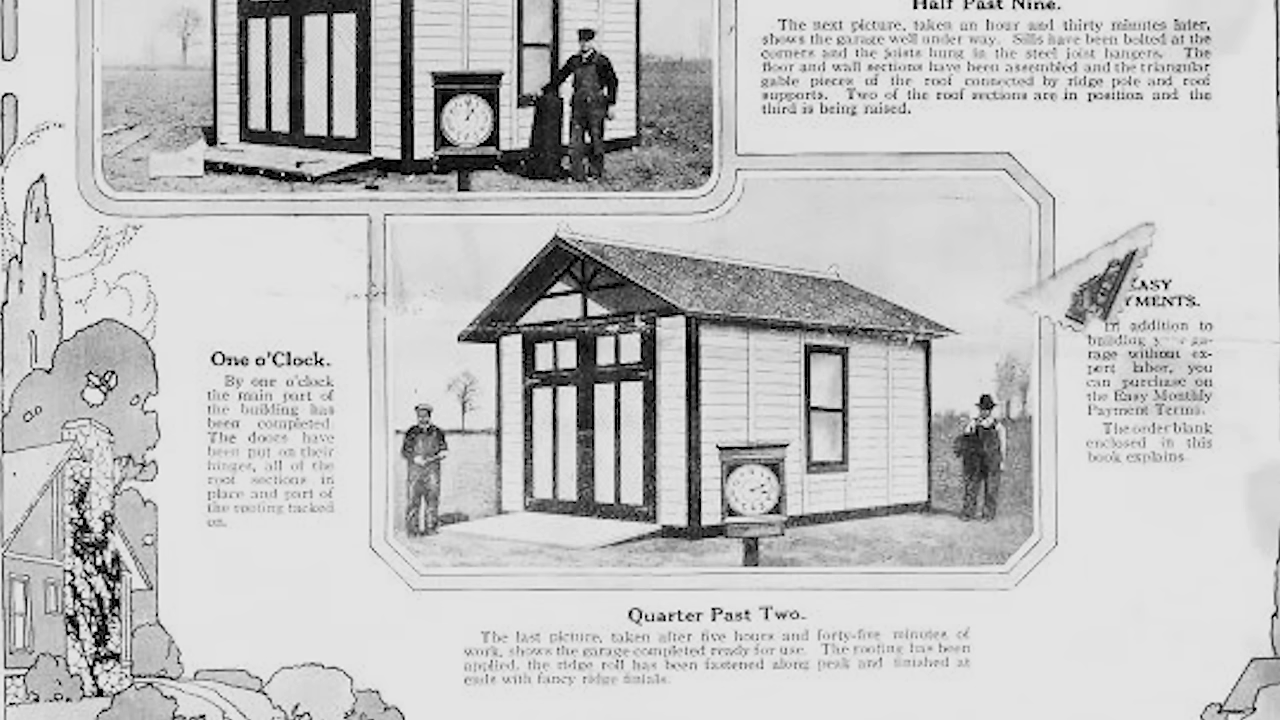 Half Past Nine.
The next picture, taken an hour and thirty minutes later,
shows the garage well under way. Sills have been bolted at the
corners and the joists hung in the steel joist hangers. The
floor and wall sections have been assembled and the triangular
gable pieces of the roof connected by ridge pole and roof
supports. Two of the roof sections are in position and the
third is being raised.
One o'Clock.
By one o'clock
the main part of
the building has
been completed.
The doors have
been put on their
hinges, all of the
roof sections in
place and part of
the roofing tacked
on.
ASY
MENTS.
In addition to
building ga-
rage without ex-
pert labor, you
can purchase on
the Easy Monthly
Payment Terms.
The order blank
enclosed in this
book explains.
Quarter Past Two.
The last picture, taken after five hours and forty-five minutes of
work, shows the garage completed ready for use. The roofing has been
applied, the ridge roll has been fastened along peak and finished at
ends with fancy ridge finials.